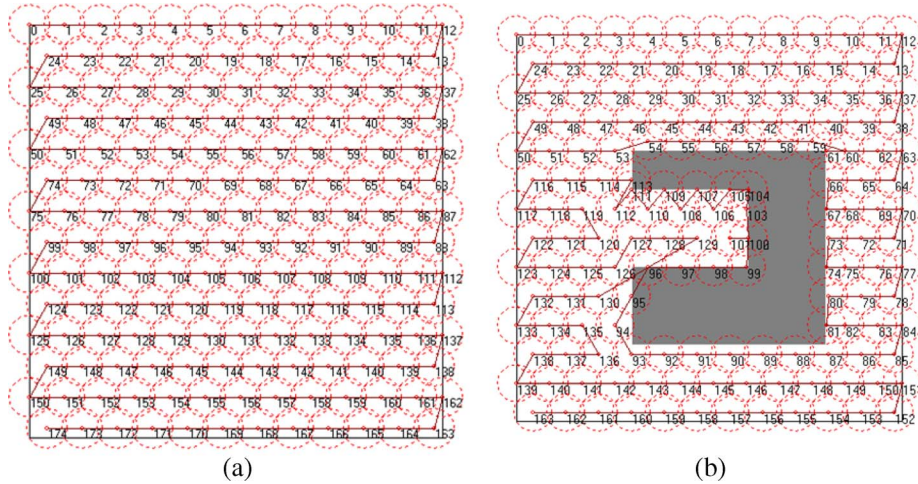 0 1 2 3 4 5 6 7 8 9 10 11 12
24 23 22 21 20 19 18 17 16 15 14 13
25 26 27 28 29 30 31 32 33 34 35 36 37
49 48 47 46 45 44 43 42 41 40 39 38
50 51 52 53 54 55 56 57 58 59 60 61 62
74 73 72 71 70 69 68 67 66 65 64 63
75 76 77 78 79 80 81 82 83 84 85 86 87
99 98 97 96 95 94 93 92 91 90 89 88
100 101 102 103 104 105 106 107 108 109 110 111 112
124 123 122 121 120 119 118 117 116 115 114 113
125 126 127 128 129 130 131 132 133 134 135 136 137
149 148 147 146 145 144 143 142 141 140 139 138
150 151 152 153 154 155 156 157 158 159 160 161 162
174 173 172 171 170 169 168 167 166 165 164 163
(a)
0 1 2 3 4 5 6 7 8 9 10 11 12
24 23 22 21 20 19 18 17 16 15 14 13
25 26 27 28 29 30 31 32 33 34 35 36 37
49 48 47 46 45 44 43 42 41 40 39 38
54 55 56 57 58 59
50 51 52 53 61 60 62 63
116 115 114 113 66 65 64
111 109 107 105 104
117 118 119 112 110 108 106 103 67 68 69 70
122 121 120 127 128 129 100 73 72 71
123 124 125 126 96 97 98 99 74 75 76 77
132 131 130 95 80 79 78
133 134 135 94 81 82 83 84
138 137 136 93 92 91 90 89 88 87 86 85
139 140 141 142 143 144 145 146 147 148 149 150 151
163 162 161 160 159 158 157 156 155 154 153 152
(b)